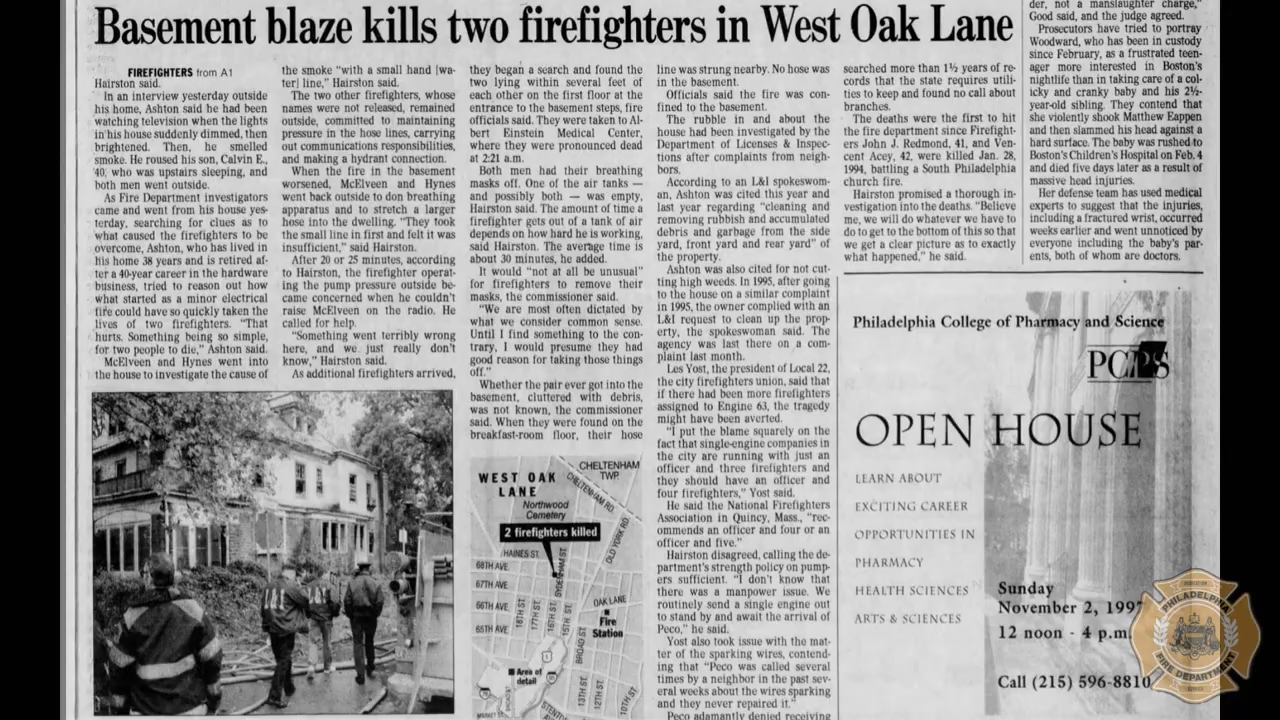 Basement blaze kills two firefighters in West Oak Lane
FIREFIGHTERS from A1
Hairston said.
In an interview yesterday outside
his home, Ashton said he had been
watching television when the lights
in his house suddenly dimmed, then
brightened. Then, he smelled
smoke. He roused his son, Calvin E.,
40, who was upstairs sleeping, and
both men went outside.
As Fire Department investigators
came and went from his house yes-
terday, searching for clues as to
what caused the firefighters to be
overcome, Ashton, who has lived in
his home 38 years and is retired af-
ter a 40-year career in the hardware
business, tried to reason out how
what started as a minor electrical
fire could have so quickly taken the
lives of two firefighters. "That
hurts. Something being so simple,
for two people to die," Ashton said.
McElveen and Hynes went into
the house to investigate the cause of
the smoke "with a small hand [wa-
ter] line," Hairston said.
The two other firefighters, whose
names were not released, remained
outside, committed to maintaining
pressure in the hose lines, carrying
out communications responsibilities,
and making a hydrant connection.
When the fire in the basement
worsened, McElveen and Hynes
went back outside to don breathing
apparatus and to stretch a larger
hose into the dwelling. "They took
the small line in first and felt it was
insufficient," said Hairston.
After 20 or 25 minutes, according
to Hairston, the firefighter operat-
ing the pump pressure outside be-
came concerned when he couldn't
raise McElveen on the radio. He
called for help.
"Something went terribly wrong
here, and we just really don't
know," Hairston said.
As additional firefighters arrived,
they began a search and found the
two lying within several feet of
each other on the first floor at the
entrance to the basement steps, fire
officials said. They were taken to Al-
bert Einstein Medical Center,
where they were pronounced dead
at 2:21 a.m.
Both men had their breathing
masks off. One of the air tanks —
and possibly both — was empty,
Hairston said. The amount of time a
firefighter gets out of a tank of air
depends on how hard he is working,
said Hairston. The average time is
about 30 minutes, he added.
It would "not at all be unusual"
for firefighters to remove their
masks, the commissioner said.
"We are most often dictated by
what we consider common sense.
Until I find something to the con-
trary, I would presume they had
good reason for taking those things
off."
Whether the pair ever got into the
basement, cluttered with debris,
was not known, the commissioner
said. When they were found on the
breakfast-room floor, their hose
line was strung nearby. No hose was
in the basement.
Officials said the fire was con-
fined to the basement.
The rubble in and about the
house had been investigated by the
Department of Licenses & Inspec-
tions after complaints from neigh-
bors.
According to an L&I spokeswom-
an, Ashton was cited this year and
last year regarding "cleaning and
removing rubbish and accumulated
debris and garbage from the side
yard, front yard and rear yard" of
the property.
Ashton was also cited for not cut-
ting high weeds. In 1995, after going
to the house on a similar complaint
in 1995, the owner complied with an
L&I request to clean up the prop-
erty, the spokeswoman said. The
agency was last there on a com-
plaint last month.
Les Yost, the president of Local 22,
the city firefighters union, said that
if there had been more firefighters
assigned to Engine 63, the tragedy
might have been averted.
"I put the blame squarely on the
fact that single-engine companies in
the city are running with just an
officer and three firefighters and
they should have an officer and
four firefighters," Yost said.
He said the National Firefighters
Association in Quincy, Mass., "rec-
ommends an officer and four or an
officer and five."
Hairston disagreed, calling the de-
partment's strength policy on pump-
ers sufficient. "I don't know that
there was a manpower issue. We
routinely send a single engine out
to stand by and await the arrival of
Peco," he said.
Yost also took issue with the mat-
ter of the sparking wires, contend-
ing that "Peco was called several
times by a neighbor in the past sev-
eral weeks about the wires sparking
and they never repaired it."
Peco adamantly denied receiving
searched more than 1½ years of re-
cords that the state requires utili-
ties to keep and found no call about
branches.
The deaths were the first to hit
the fire department since Firefight-
ers John J. Redmond, 41, and Ven-
cent Acey, 42, were killed Jan. 28,
1994, battling a South Philadelphia
church fire.
Hairston promised a thorough in-
vestigation into the deaths. "Believe
me, we will do whatever we have to
do to get to the bottom of this so that
we get a clear picture as to exactly
what happened," he said.
der, not a manslaughter charge,"
Good said, and the judge agreed.
Prosecutors have tried to portray
Woodward, who has been in custody
since February, as a frustrated teen-
ager more interested in Boston's
nightlife than in taking care of a col-
icky and cranky baby and his 2½-
year-old sibling. They contend that
she violently shook Matthew Eappen
and then slammed his head against a
hard surface. The baby was rushed to
Boston's Children's Hospital on Feb. 4
and died five days later as a result of
massive head injuries.
Her defense team has used medical
experts to suggest that the injuries,
including a fractured wrist, occurred
weeks earlier and went unnoticed by
everyone including the baby's par-
ents, both of whom are doctors.
WEST OAK
LANE
CHELTENHAM
TWP.
CHELTENHAM RD.
Northwood
Cemetery
2 firefighters killed
OLD YORK RD.
HAINES ST.
68TH AVE.
67TH AVE.
66TH AVE.
65TH AVE.
SYDENHAM ST.
18TH ST.
17TH ST.
16TH ST.
15TH ST.
BROAD ST.
OAK LANE
Fire
Station
Area of
detail
13TH ST.
12TH ST.
10TH ST.
Philadelphia College of Pharmacy and Science
PCPS
OPEN HOUSE
LEARN ABOUT
EXCITING CAREER
OPPORTUNITIES IN
PHARMACY
HEALTH SCIENCES
ARTS & SCIENCES
Sunday
November 2, 1997
12 noon - 4 p.m.
Call (215) 596-8810
PHILADELPHIA
FIRE DEPARTMENT